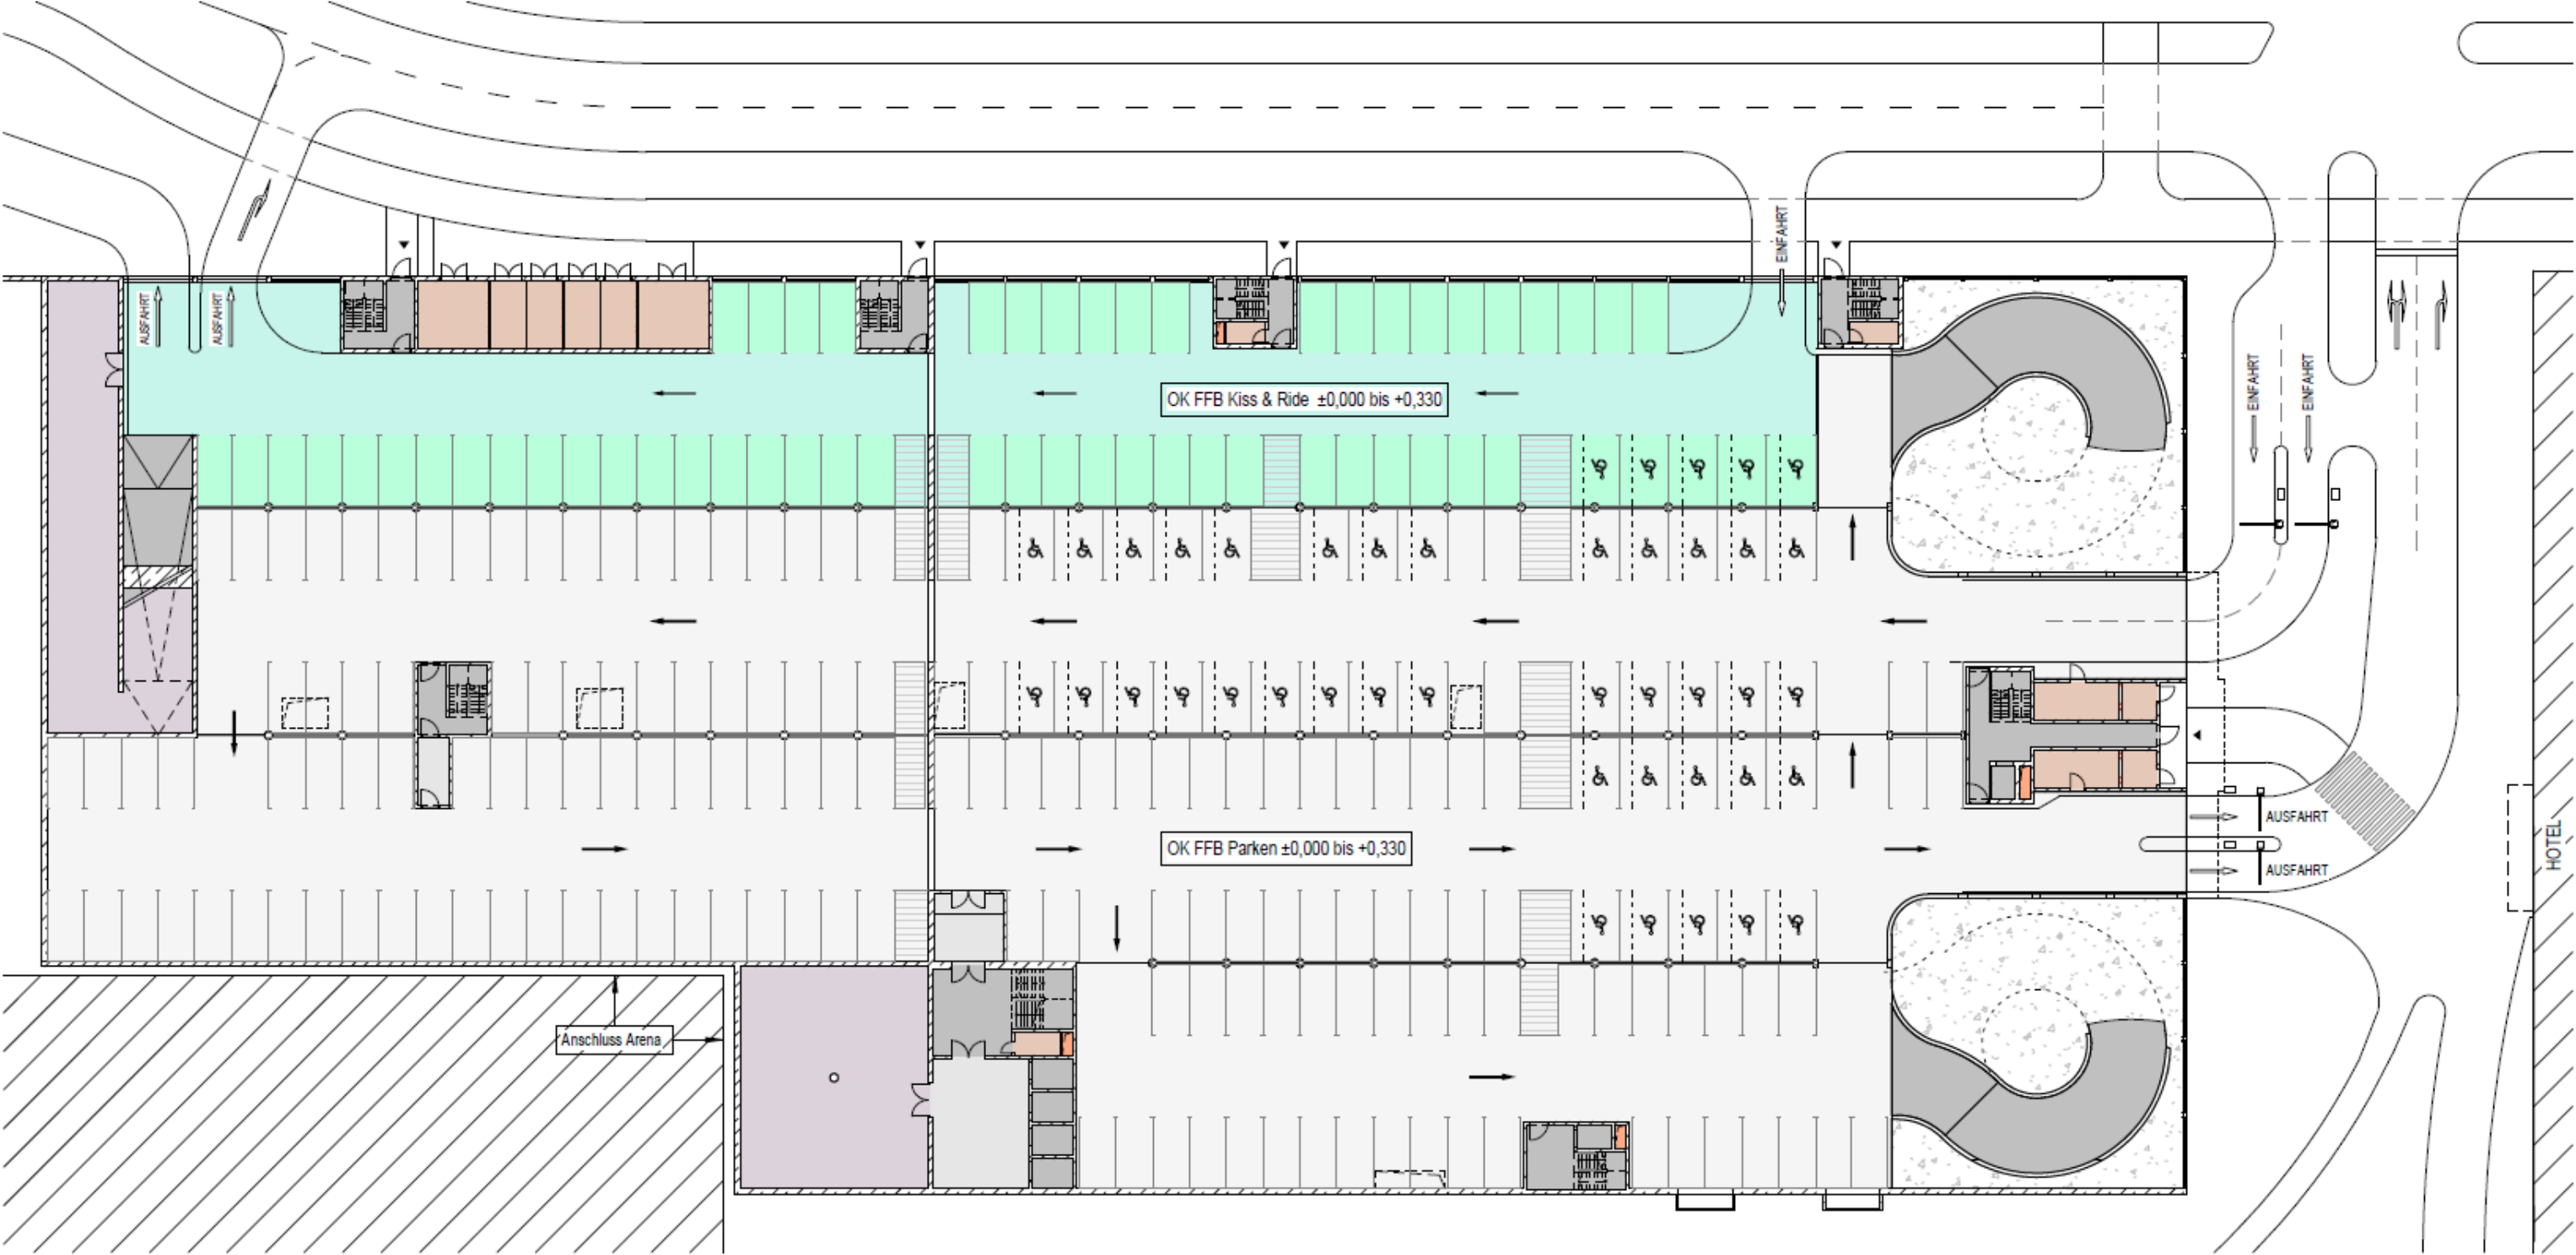 EINFAHRT
AUSFAHRT
AUSFAHRT
OK FFB Kiss & Ride ±0,000 bis +0,330
EINFAHRT
EINFAHRT
OK FFB Parken ±0,000 bis +0,330
AUSFAHRT
AUSFAHRT
HOTEL
Anschluss Arena